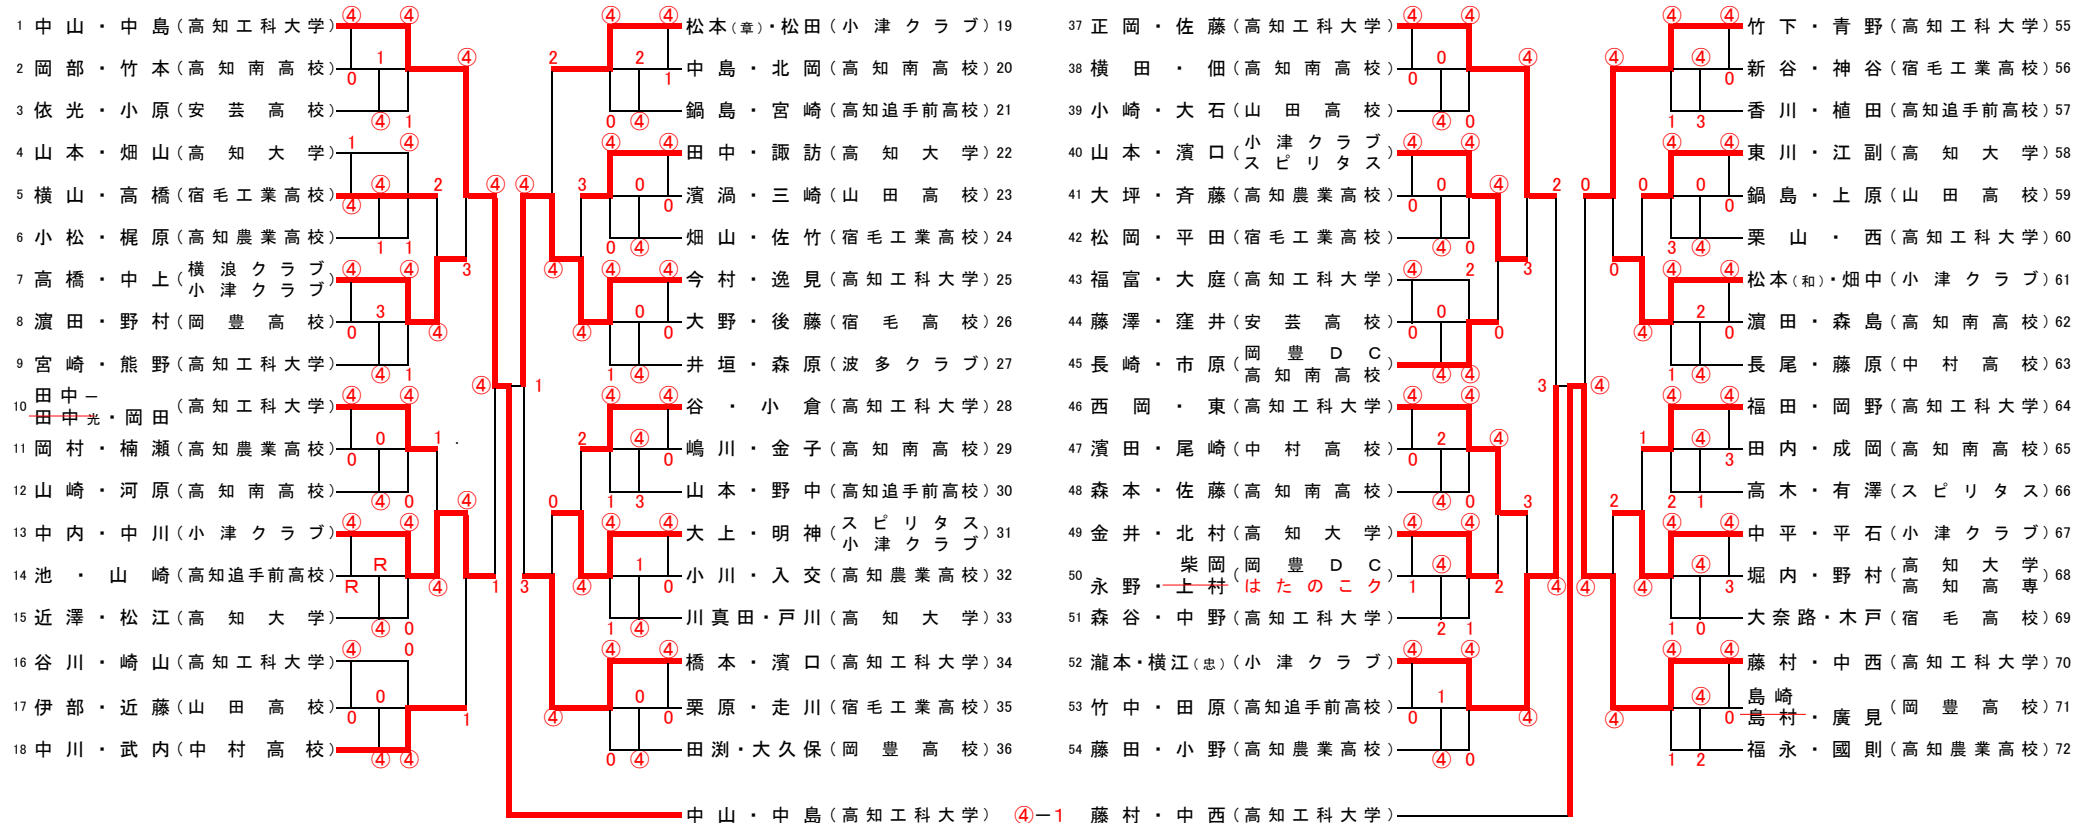 1 中山・中島(高知工科大学)
2 岡部・竹本(高知南高校)
3 依光・小原(安芸高校)
4 山本・畑山(高知大学)
5 横山・高橋(宿毛工業高校)
6 小松・梶原(高知農業高校)
7 高橋・中上(横浪クラブ
小津クラブ)
8 濵田・野村(岡豊高校)
9 宮崎・熊野(高知工科大学)
田中一
10 田中光・岡田(高知工科大学)
11 岡村・楠瀬(高知農業高校)
12 山崎・河原(高知南高校)
13 中内・中川(小津クラブ)
14 池・山崎(高知追手前高校)
15 近澤・松江(高知大学)
16 谷川・崎山(高知工科大学)
17 伊部・近藤(山田高校)
18 中川・武内(中村高校)
松本(章)・松田(小津クラブ)19
中島・北岡(高知南高校)20
鍋島・宮崎(高知追手前高校)21
田中・諏訪(高知大学)22
濱渦・三崎(山田高校)23
畑山・佐竹(宿毛工業高校)24
今村・逸見(高知工科大学)25
大野・後藤(宿毛高校)26
井垣・森原(波多クラブ)27
谷・小倉(高知工科大学)28
嶋川・金子(高知南高校)29
山本・野中(高知追手前高校)30
大上・明神(スピリタス
小津クラブ)31
小川・入交(高知農業高校)32
川真田・戸川(高知大学)33
橋本・濱口(高知工科大学)34
栗原・走川(宿毛工業高校)35
田渕・大久保(岡豊高校)36
37 正岡・佐藤(高知工科大学)
38 横田・佃(高知南高校)
39 小崎・大石(山田高校)
40 山本・濱口(小津クラブ
スピリタス)
41 大坪・斉藤(高知農業高校)
42 松岡・平田(宿毛工業高校)
43 福富・大庭(高知工科大学)
44 藤澤・窪井(安芸高校)
45 長崎・市原(岡豊DC
高知南高校)
46 西岡・東(高知工科大学)
47 濱田・尾崎(中村高校)
48 森本・佐藤(高知南高校)
49 金井・北村(高知大学)
柴岡(岡豊DC
50 永野・上村 はたのこク
51 森谷・中野(高知工科大学)
52 瀧本・横江(忠)(小津クラブ)
53 竹中・田原(高知追手前高校)
54 藤田・小野(高知農業高校)
竹下・青野(高知工科大学)55
新谷・神谷(宿毛工業高校)56
香川・植田(高知追手前高校)57
東川・江副(高知大学)58
鍋島・上原(山田高校)59
栗山・西(高知工科大学)60
松本(和)・畑中(小津クラブ)61
濵田・森島(高知南高校)62
長尾・藤原(中村高校)63
福田・岡野(高知工科大学)64
田内・成岡(高知南高校)65
高木・有澤(スピリタス)66
中平・平石(小津クラブ)67
堀内・野村(高知大学
高知高専)68
大奈路・木戸(宿毛高校)69
藤村・中西(高知工科大学)70
島崎
島村・廣見(岡豊高校)71
福永・國則(高知農業高校)72
中山・中島(高知工科大学) ④－1 藤村・中西(高知工科大学)